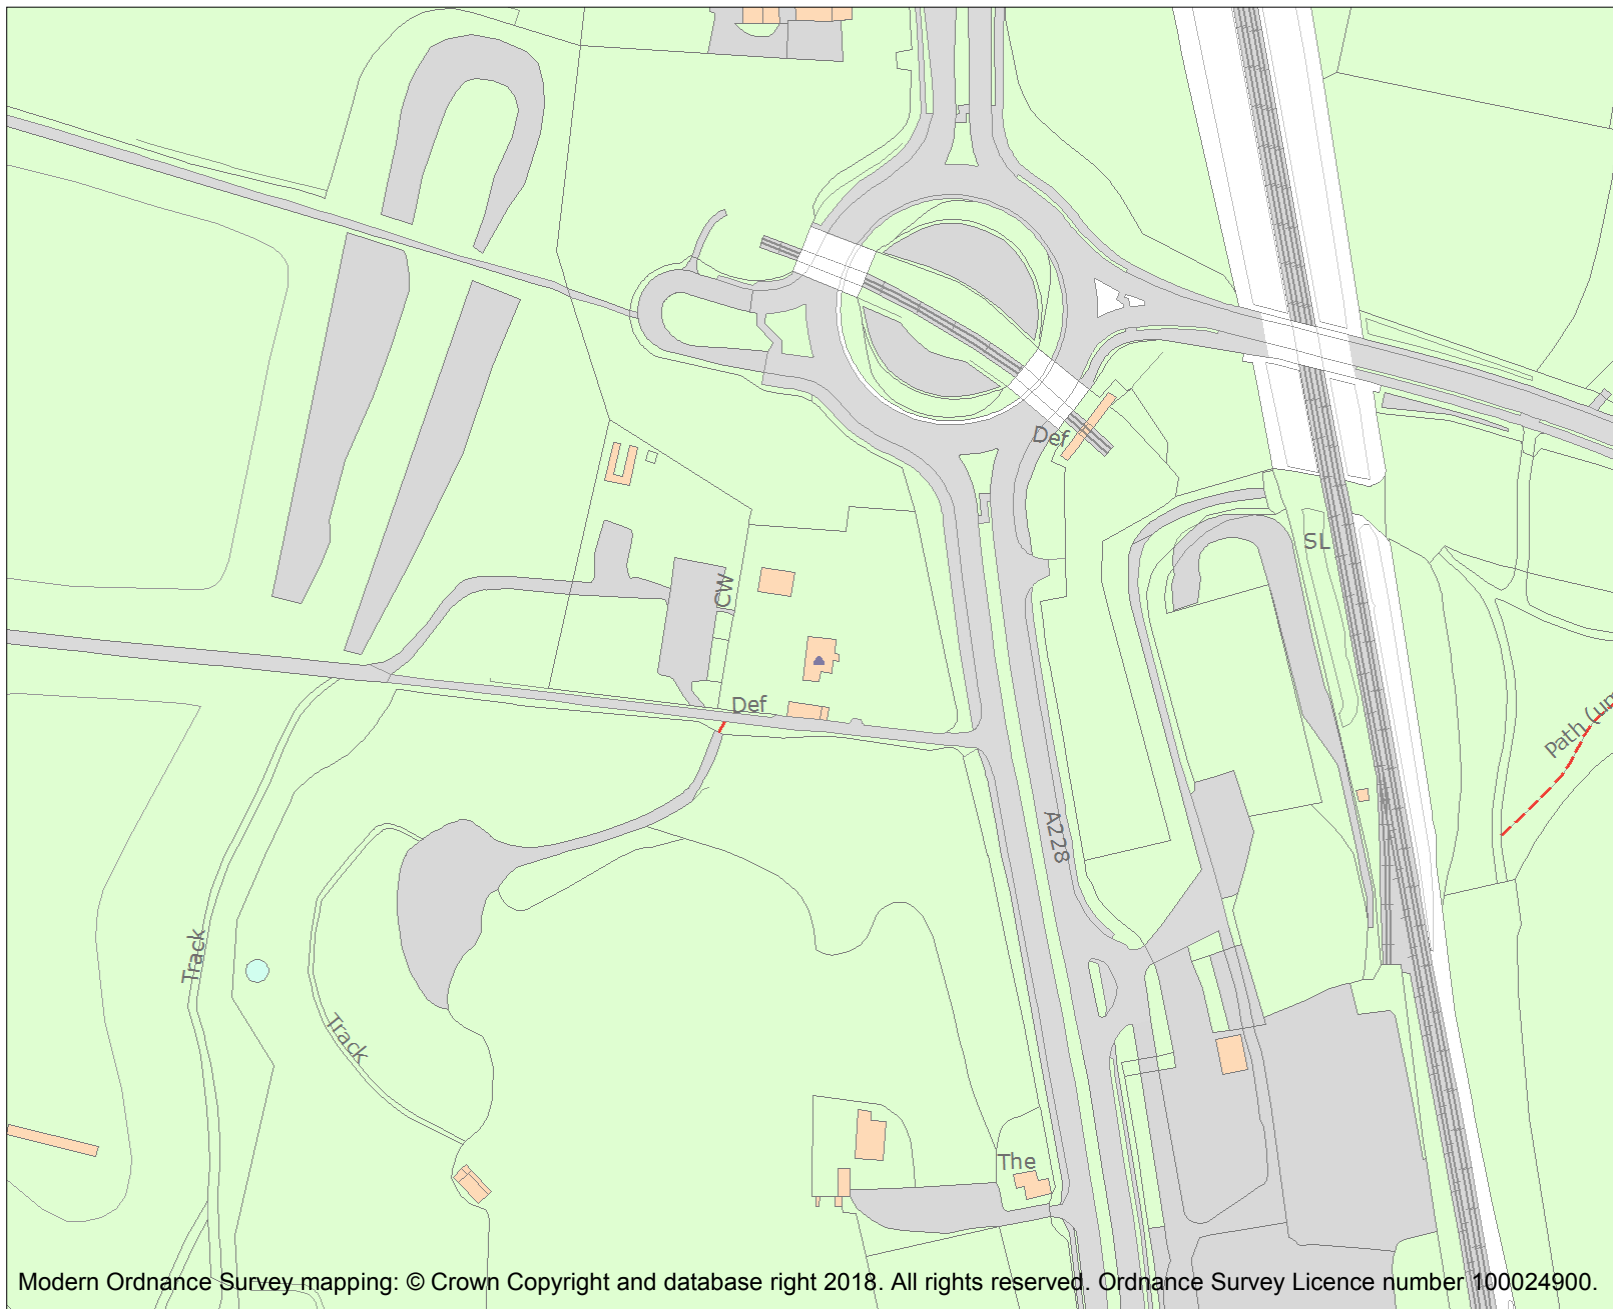 Def
SL
CW
Def
Path (un
A228
Track
Track
The
Modern Ordnance Survey mapping: © Crown Copyright and database right 2018. All rights reserved. Ordnance Survey Licence number 100024900.